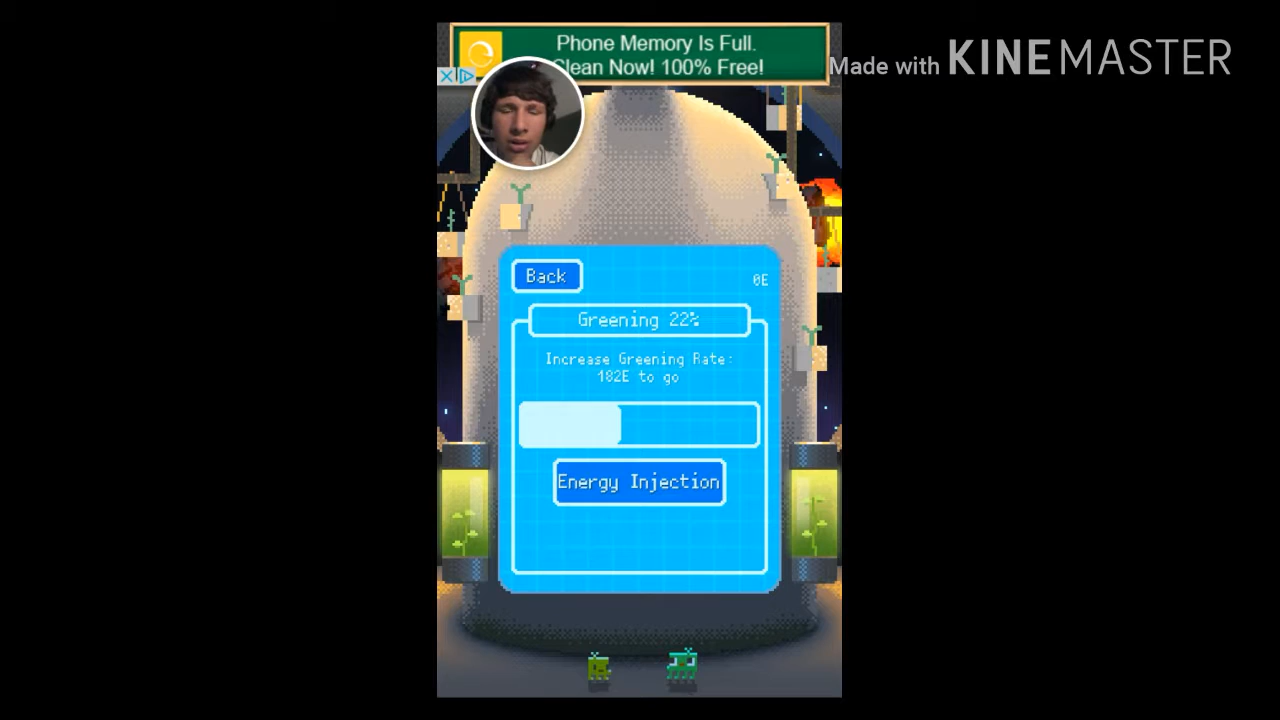 Phone Memory Is Full.
Clean Now! 100% Free!
Made with KINEMASTER
Back
0E
Greening 22%
Increase Greening Rate:
182E to go
Energy Injection